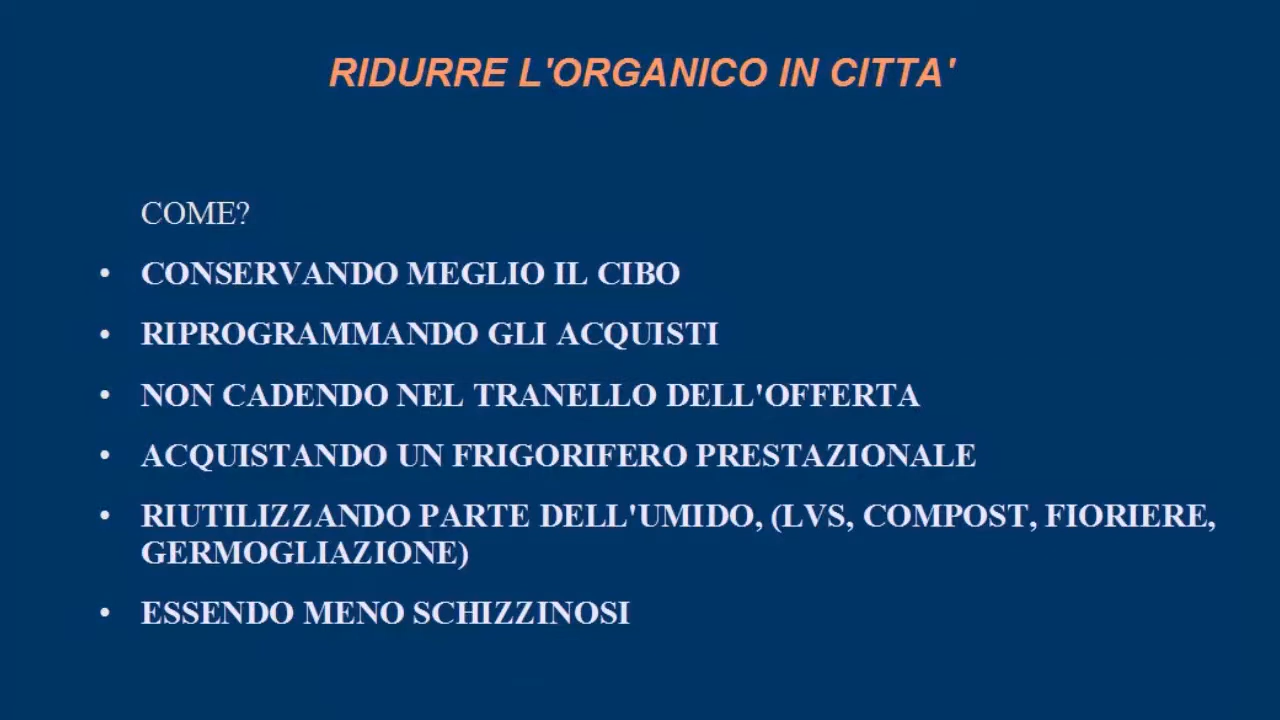 RIDURRE L'ORGANICO IN CITTA'
COME?
• CONSERVANDO MEGLIO IL CIBO
• RIPROGRAMMANDO GLI ACQUISTI
• NON CADENDO NEL TRANELLO DELL'OFFERTA
• ACQUISTANDO UN FRIGORIFERO PRESTAZIONALE
• RIUTILIZZANDO PARTE DELL'UMIDO, (LVS, COMPOST, FIORIERE,
GERMOGLIAZIONE)
• ESSENDO MENO SCHIZZINOSI